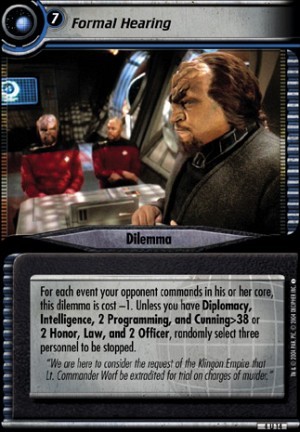 7
Formal Hearing
Dilemma
For each event your opponent commands in his or her core,
this dilemma is cost –1. Unless you have Diplomacy,
Intelligence, 2 Programming, and Cunning>38 or
2 Honor, Law, and 2 Officer, randomly select three
personnel to be stopped.
"We are here to consider the request of the Klingon Empire that
Lt. Commander Worf be extradited for trial on charges of murder."